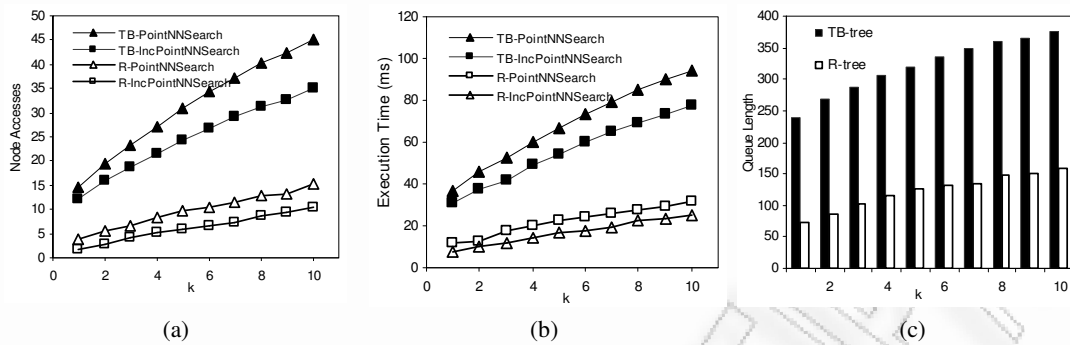 50
45
40
35
30
25
20
15
10
5
0
Node Accesses
TB-PointNNSearch
TB-IncPointNNSearch
R-PointNNSearch
R-IncPointNNSearch
0 2 4 6 8 10 12
k
(a)
120
100
80
60
40
20
0
Execution Time (ms)
TB-PointNNSearch
TB-IncPointNNSearch
R-PointNNSearch
R-IncPointNNSearch
0 2 4 6 8 10 12
k
(b)
400
350
300
250
200
150
100
50
0
Queue Length
TB-tree
R-tree
2 4 6 8 10
k
(c)